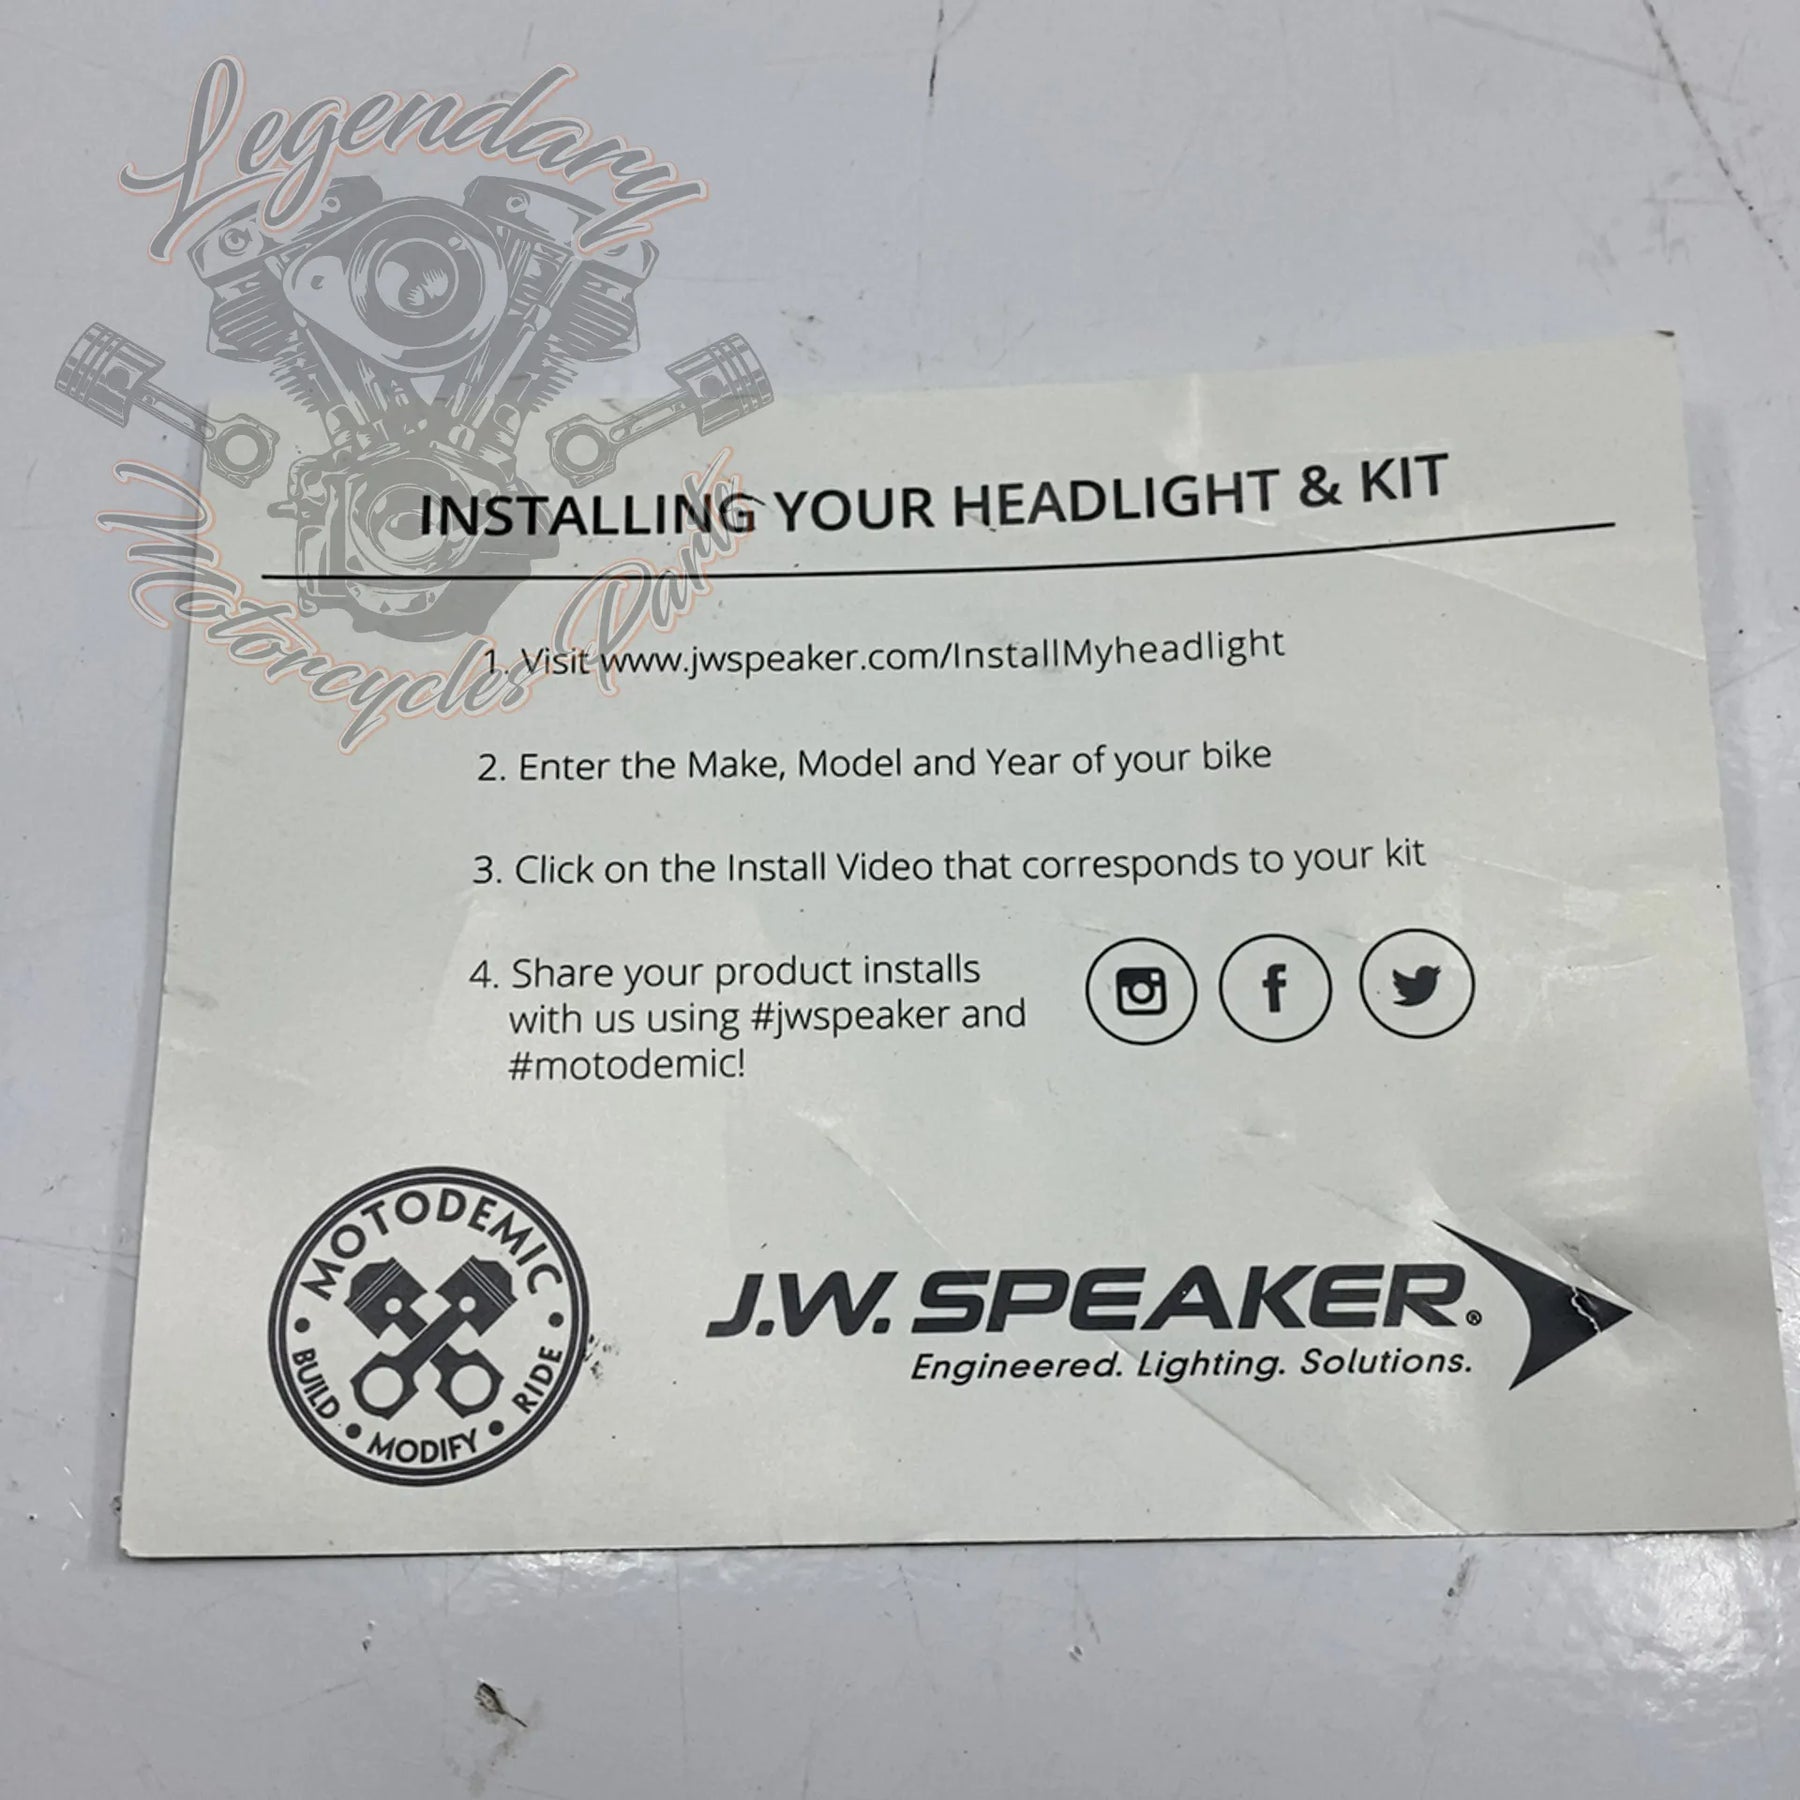 Legendary
Motorcycles Parts
INSTALLING YOUR HEADLIGHT & KIT
1. Visit www.jwspeaker.com/InstallMyheadlight
2. Enter the Make, Model and Year of your bike
3. Click on the Install Video that corresponds to your kit
4. Share your product installs
with us using #jwspeaker and
#motodemic!
MOTODEMIC
• BUILD • MODIFY • RIDE •
J.W. SPEAKER®
Engineered. Lighting. Solutions.